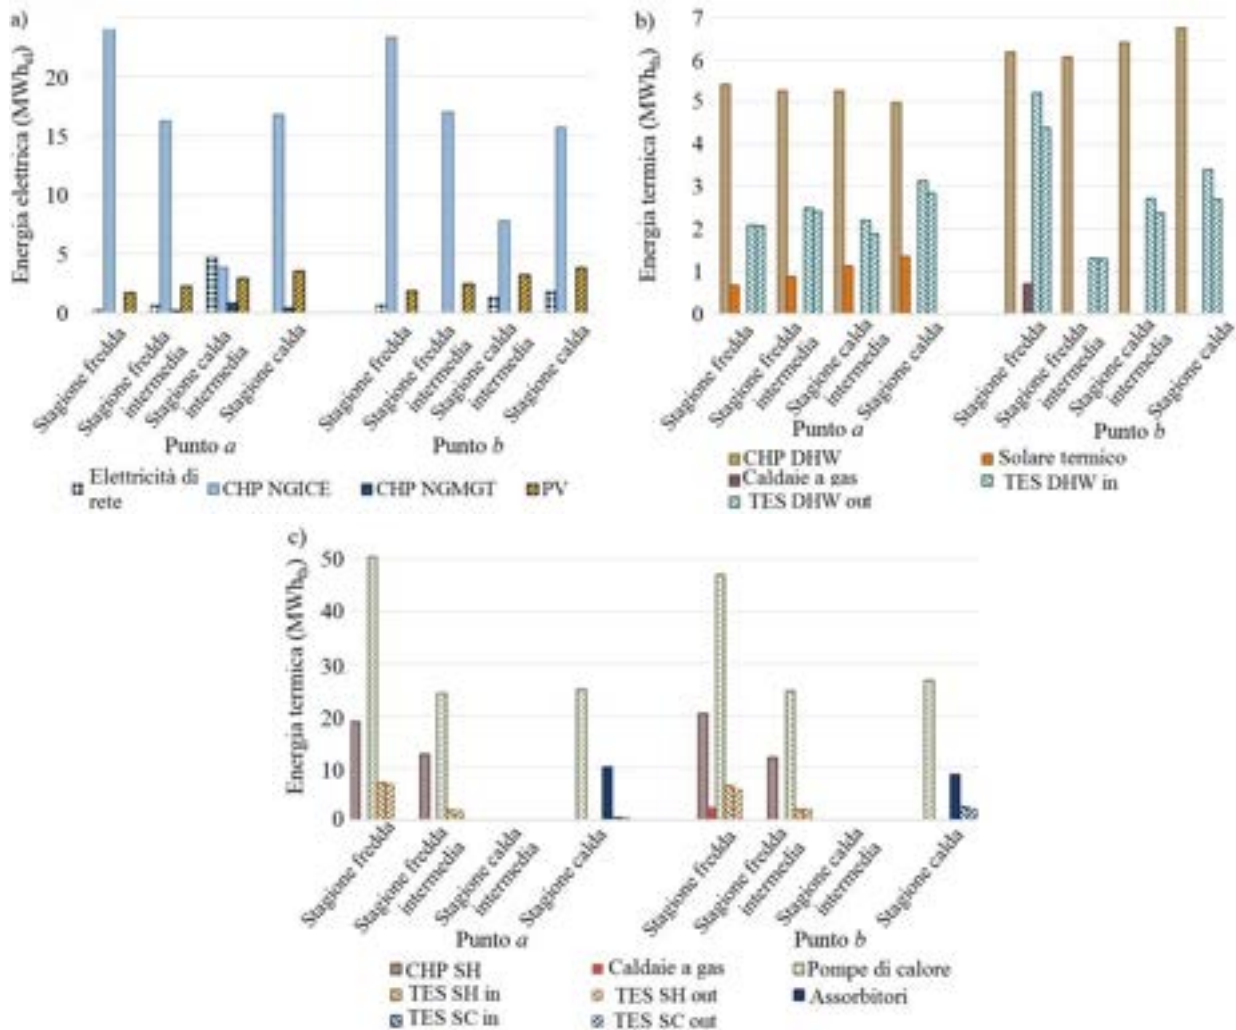 a)
Energia elettrica (MWhel)
20
15
10
5
0
Stagione fredda
Stagione fredda
intermedia
Stagione calda
intermedia
Stagione calda
Stagione fredda
Stagione fredda
intermedia
Stagione calda
intermedia
Stagione calda
Punto a
Punto b
Elettricità di
rete
CHP NGICE
CHP NGMGT
PV
b)
Energia termica (MWhth)
7
6
5
4
3
2
1
0
Stagione fredda
Stagione fredda
intermedia
Stagione calda
intermedia
Stagione calda
Stagione fredda
Stagione fredda
intermedia
Stagione calda
intermedia
Stagione calda
Punto a
Punto b
CHP DHW
Solare termico
Caldaie a gas
TES DHW in
TES DHW out
c)
Energia termica (MWhth)
50
40
30
20
10
0
Stagione fredda
Stagione fredda
intermedia
Stagione calda
intermedia
Stagione calda
Stagione fredda
Stagione fredda
intermedia
Stagione calda
intermedia
Stagione calda
Punto a
Punto b
CHP SH
Caldaie a gas
Pompe di calore
TES SH in
TES SH out
Assorbitori
TES SC in
TES SC out